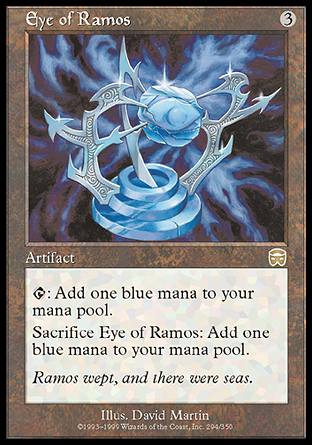 Eye of Ramos 3
Artifact
: Add one blue mana to your
mana pool.
Sacrifice Eye of Ramos: Add one
blue mana to your mana pool.
Ramos wept, and there were seas.
Illus. David Martin
©1993–1999 Wizards of the Coast, Inc. 294/350